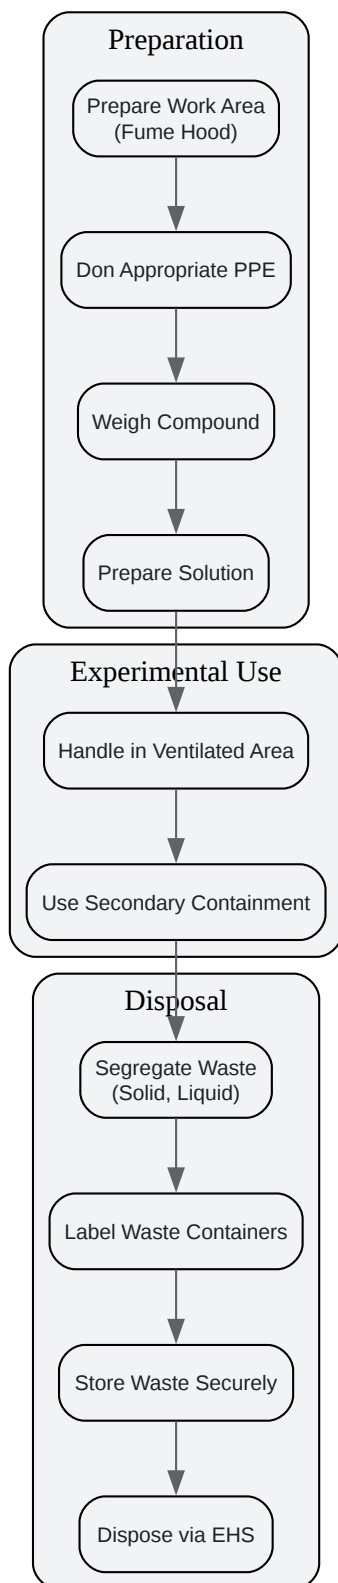 Preparation
Prepare Work Area
(Fume Hood)
Don Appropriate PPE
Weigh Compound
Prepare Solution
Experimental Use
Handle in Ventilated Area
Use Secondary Containment
Disposal
Segregate Waste
(Solid, Liquid)
Label Waste Containers
Store Waste Securely
Dispose via EHS